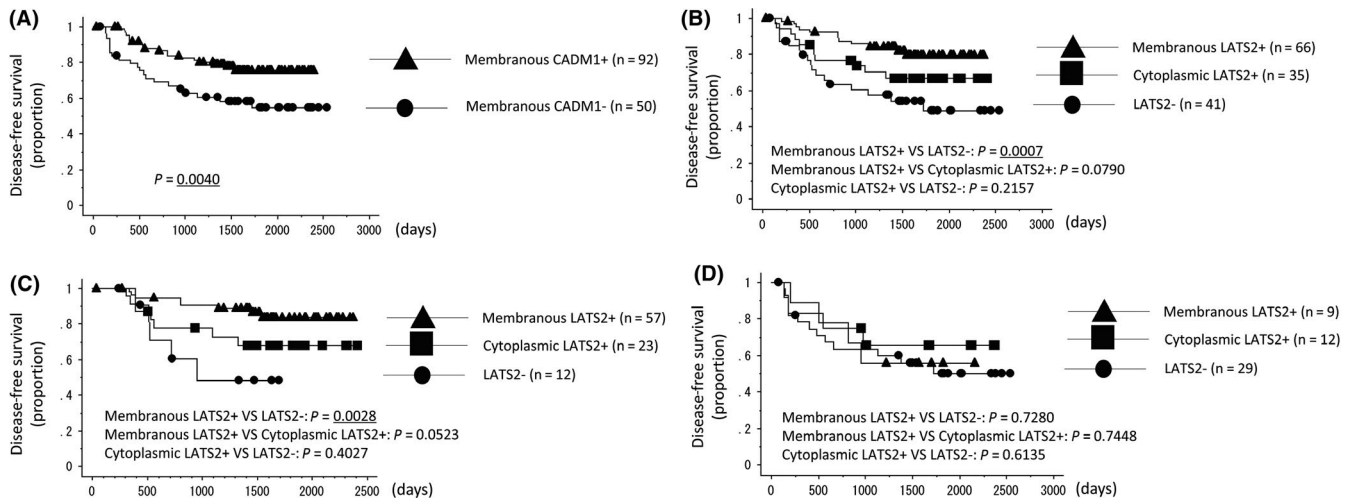 (A)
Disease-free survival
(proportion)
1
. 8
. 6
. 4
. 2
0
0 500 1000 1500 2000 2500 3000 (days)
Membranous CADM1+ (n = 92)
Membranous CADM1- (n = 50)
P = 0.0040
(B)
Disease-free survival
(proportion)
1
. 8
. 6
. 4
. 2
0
0 500 1000 1500 2000 2500 3000 (days)
Membranous LATS2+ (n = 66)
Cytoplasmic LATS2+ (n = 35)
LATS2- (n = 41)
Membranous LATS2+ VS LATS2-: P = 0.0007
Membranous LATS2+ VS Cytoplasmic LATS2+: P = 0.0790
Cytoplasmic LATS2+ VS LATS2-: P = 0.2157
(C)
Disease-free survival
(proportion)
1
. 8
. 6
. 4
. 2
0
0 500 1000 1500 2000 2500 (days)
Membranous LATS2+ (n = 57)
Cytoplasmic LATS2+ (n = 23)
LATS2- (n = 12)
Membranous LATS2+ VS LATS2-: P = 0.0028
Membranous LATS2+ VS Cytoplasmic LATS2+: P = 0.0523
Cytoplasmic LATS2+ VS LATS2-: P = 0.4027
(D)
Disease-free survival
(proportion)
1
. 8
. 6
. 4
. 2
0
0 500 1000 1500 2000 2500 3000 (days)
Membranous LATS2+ (n = 9)
Cytoplasmic LATS2+ (n = 12)
LATS2- (n = 29)
Membranous LATS2+ VS LATS2-: P = 0.7280
Membranous LATS2+ VS Cytoplasmic LATS2+: P = 0.7448
Cytoplasmic LATS2+ VS LATS2-: P = 0.6135